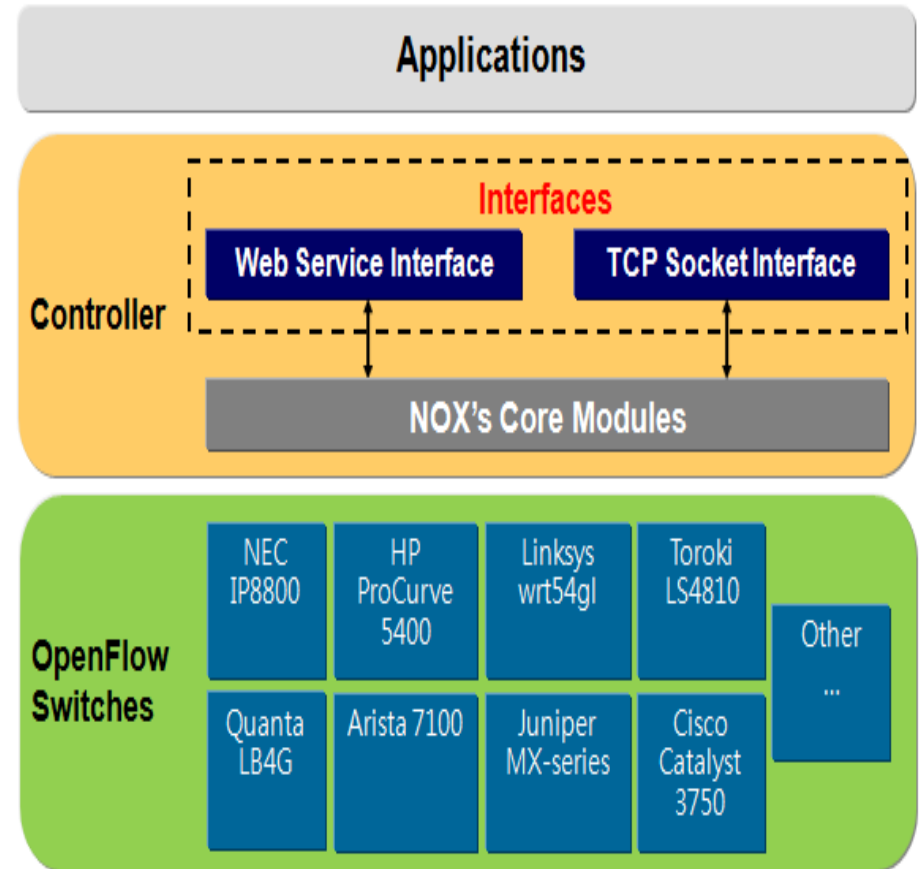 Applications
Interfaces
Web Service Interface
TCP Socket Interface
Controller
NOX's Core Modules
OpenFlow
Switches
NEC
IP8800
HP
ProCurve
5400
Linksys
wrt54gl
Toroki
LS4810
Other
...
Quanta
LB4G
Arista 7100
Juniper
MX-series
Cisco
Catalyst
3750